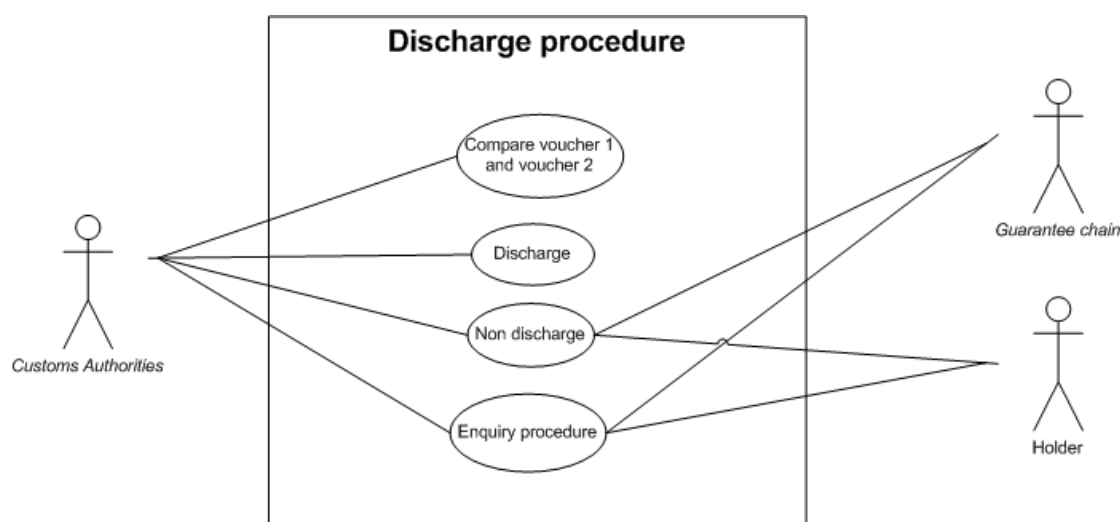 Discharge procedure
Compare voucher 1
and voucher 2
Discharge
Non discharge
Enquiry procedure
Customs Authorities
Guarantee chain
Holder